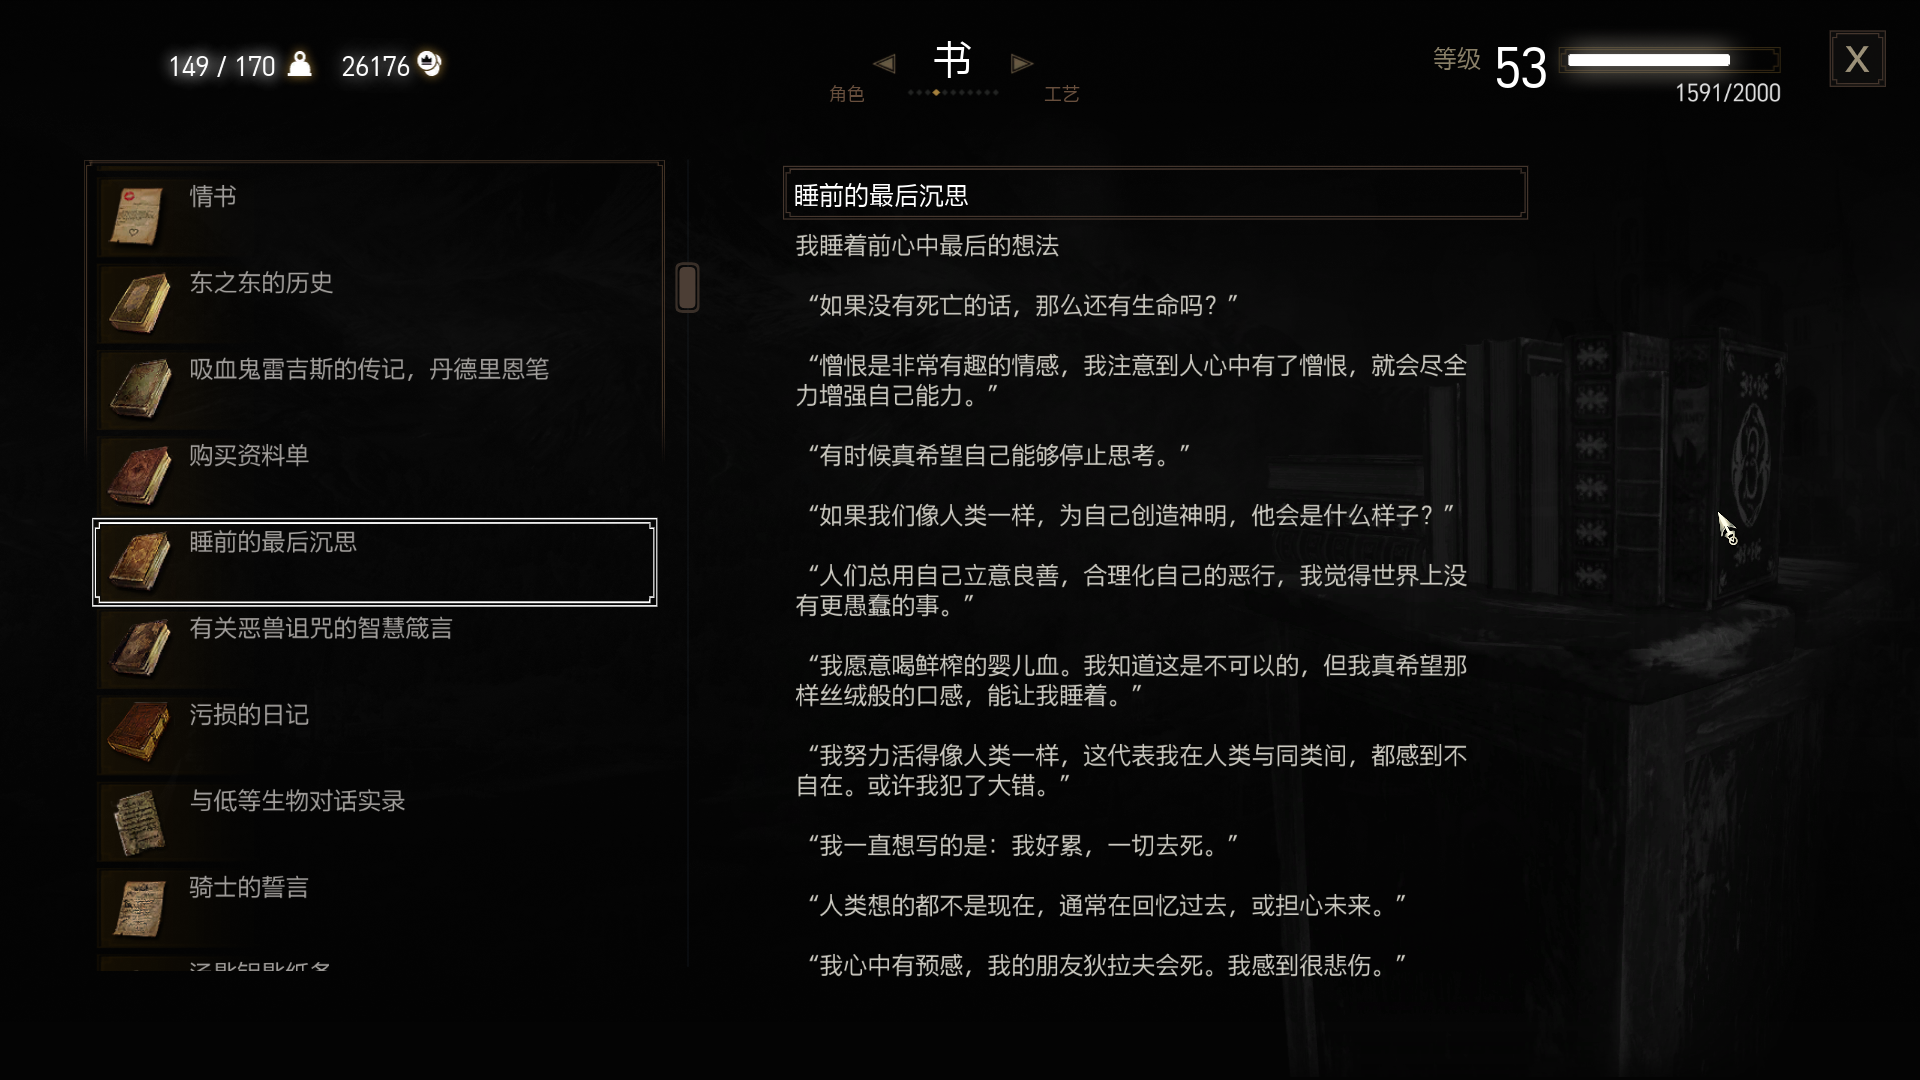 149 / 170
26176
书
角色
工艺
等级 53
1591/2000
X
情书
东之东的历史
吸血鬼雷吉斯的传记，丹德里恩笔
购买资料单
睡前的最后沉思
有关恶兽诅咒的智慧箴言
污损的日记
与低等生物对话实录
骑士的誓言
睡前的最后沉思
我睡着前心中最后的想法
“如果没有死亡的话，那么还有生命吗？”
“憎恨是非常有趣的情感，我注意到人心中有了憎恨，就会尽全
力增强自己能力。”
“有时候真希望自己能够停止思考。”
“如果我们像人类一样，为自己创造神明，他会是什么样子？”
“人们总用自己立意良善，合理化自己的恶行，我觉得世界上没
有更愚蠢的事。”
“我愿意喝鲜榨的婴儿血。我知道这是不可以的，但我真希望那
样丝绒般的口感，能让我睡着。”
“我努力活得像人类一样，这代表我在人类与同类间，都感到不
自在。或许我犯了大错。”
“我一直想写的是：我好累，一切去死。”
“人类想的都不是现在，通常在回忆过去，或担心未来。”
“我心中有预感，我的朋友狄拉夫会死。我感到很悲伤。”